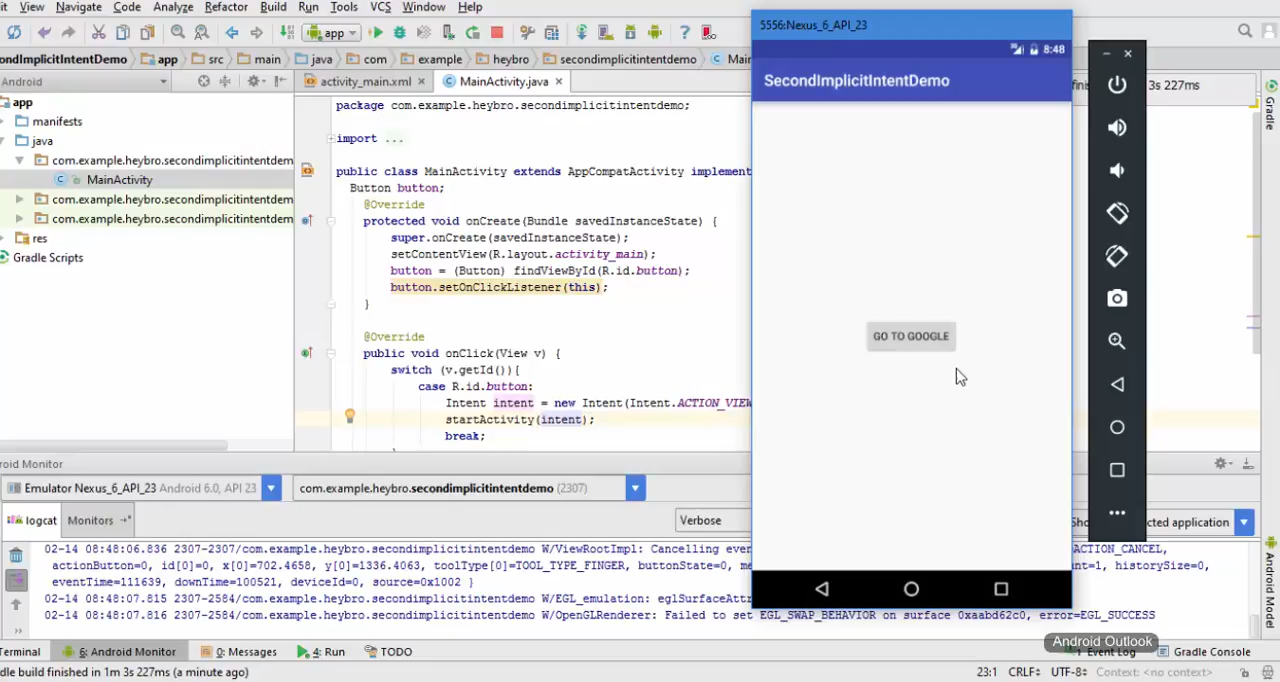 it View Navigate Code Analyze Refactor Build Run Tools VCS Window Help
app
condImplicitIntentDemo app src main java com example heybro secondimplicitintentdemo Mai
Android
activity_main.xml × MainActivity.java ×
app
manifests
java
com.example.heybro.secondimplicitintentdem
MainActivity
com.example.heybro.secondimplicitintentdem
com.example.heybro.secondimplicitintentdem
res
Gradle Scripts
package com.example.heybro.secondimplicitintentdemo;
import ...
public class MainActivity extends AppCompatActivity implement
Button button;
@Override
protected void onCreate(Bundle savedInstanceState) {
super.onCreate(savedInstanceState);
setContentView(R.layout.activity_main);
button = (Button) findViewById(R.id.button);
button.setOnClickListener(this);
}
@Override
public void onClick(View v) {
switch (v.getId()){
case R.id.button:
Intent intent = new Intent(Intent.ACTION_VIEW
startActivity(intent);
break;
5556:Nexus_6_API_23
8:48
SecondImplicitIntentDemo
GO TO GOOGLE
3s 227ms
Gradle
roid Monitor
Emulator Nexus_6_API_23 Android 6.0, API 23 com.example.heybro.secondimplicitintentdemo (2307)
logcat Monitors Verbose cted application
02-14 08:48:06.836 2307-2307/com.example.heybro.secondimplicitintentdemo W/ViewRootImpl: Cancelling even ACTION_CANCEL,
actionButton=0, id[0]=0, x[0]=702.4658, y[0]=1336.4063, toolType[0]=TOOL_TYPE_FINGER, buttonState=0, me unt=1, historySize=0,
eventTime=111639, downTime=100521, deviceId=0, source=0x1002 }
02-14 08:48:07.815 2307-2584/com.example.heybro.secondimplicitintentdemo W/EGL_emulation: eglSurfaceAttr
02-14 08:48:07.816 2307-2584/com.example.heybro.secondimplicitintentdemo W/OpenGLRenderer: Failed to set EGL_SWAP_BEHAVIOR on surface 0xaabd62c0, error=EGL_SUCCESS
Android Model
Android Outlook
Terminal 6: Android Monitor 0: Messages 4: Run TODO Event Log Gradle Console
dle build finished in 1m 3s 227ms (a minute ago) 23:1 CRLF UTF-8 Context: <no context>